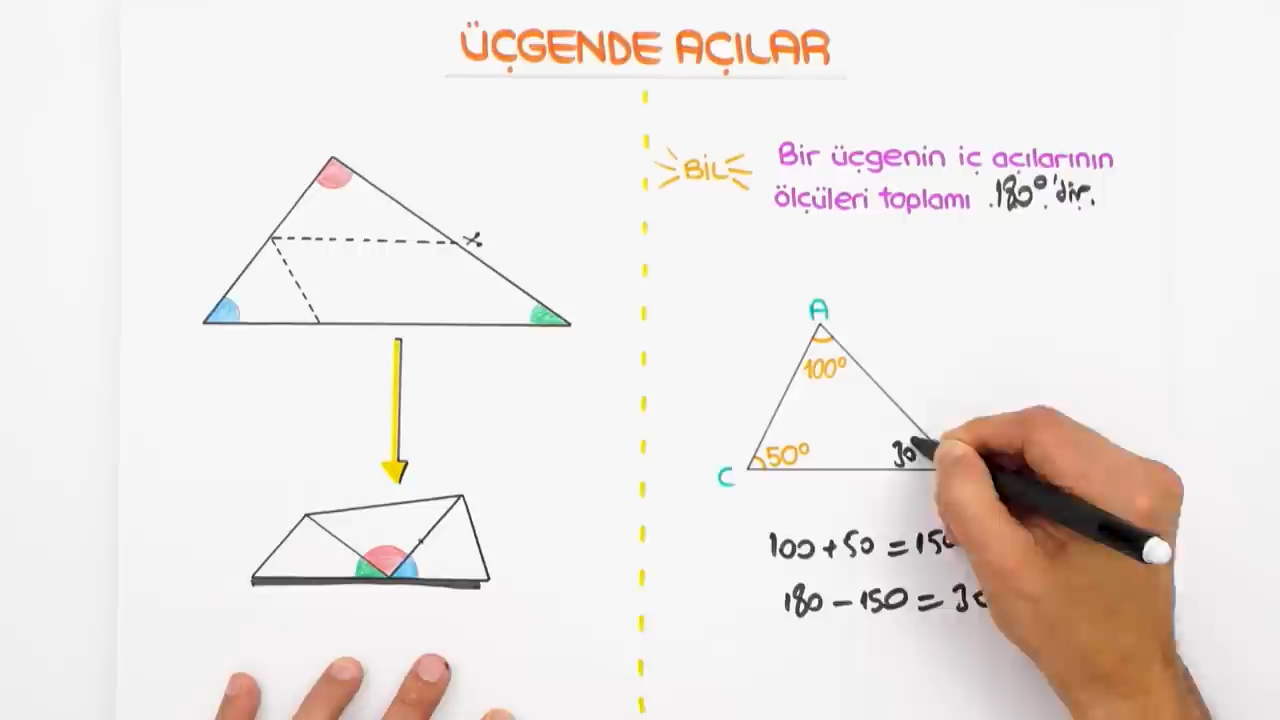 ÜÇGENDE AÇILAR
BİL
Bir üçgenin iç açılarının
ölçüleri toplamı .180°'dir.
A
100°
50°
30
C
100 + 50 = 150
180 - 150 = 30